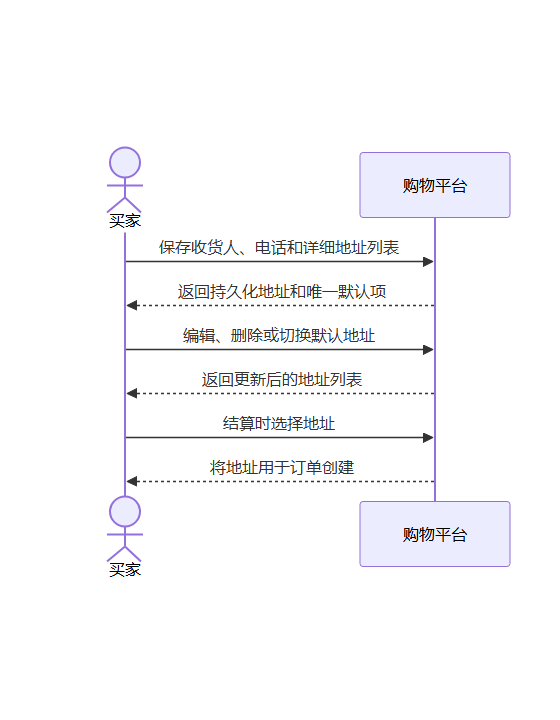 买家
购物平台
保存收货人、电话和详细地址列表
返回持久化地址和唯一默认项
编辑、删除或切换默认地址
返回更新后的地址列表
结算时选择地址
将地址用于订单创建
买家
购物平台